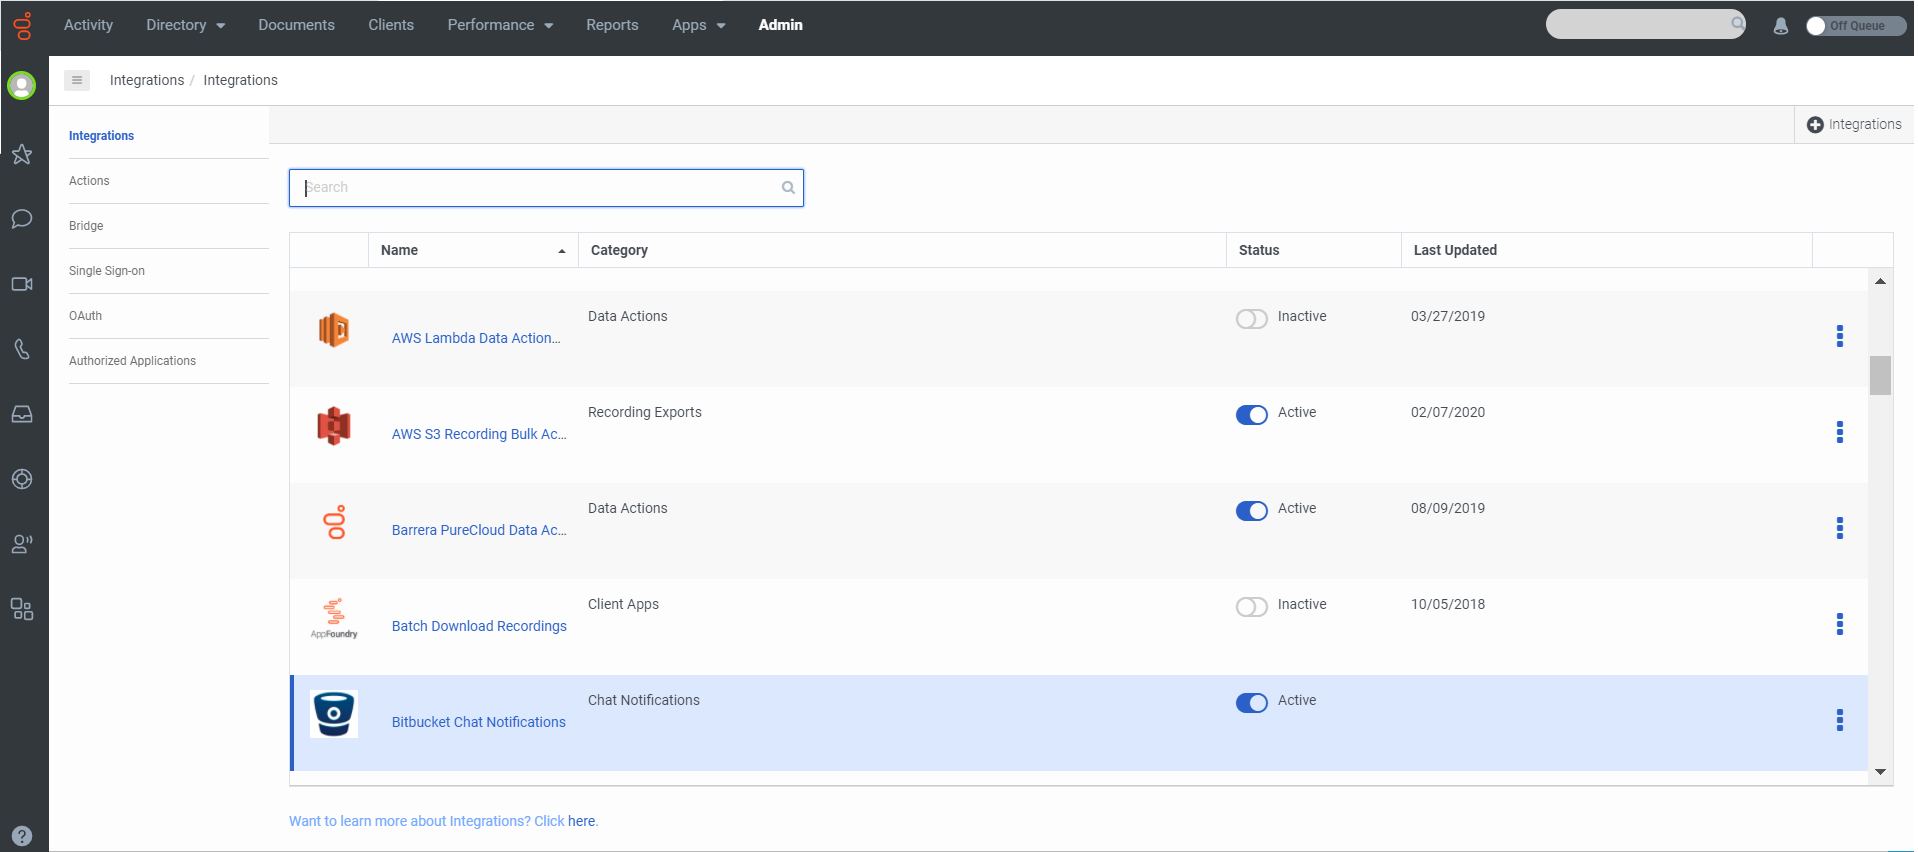 Activity Directory Documents Clients Performance Reports Apps Admin Off Queue
Integrations / Integrations
Integrations
Integrations
Actions
Bridge
Single Sign-on
OAuth
Authorized Applications
Search
Name Category Status Last Updated
Data Actions Inactive 03/27/2019
AWS Lambda Data Action...
Recording Exports Active 02/07/2020
AWS S3 Recording Bulk Ac...
Data Actions Active 08/09/2019
Barrera PureCloud Data Ac...
Client Apps Inactive 10/05/2018
AppFoundry
Batch Download Recordings
Chat Notifications Active
Bitbucket Chat Notifications
Want to learn more about Integrations? Click here.
?